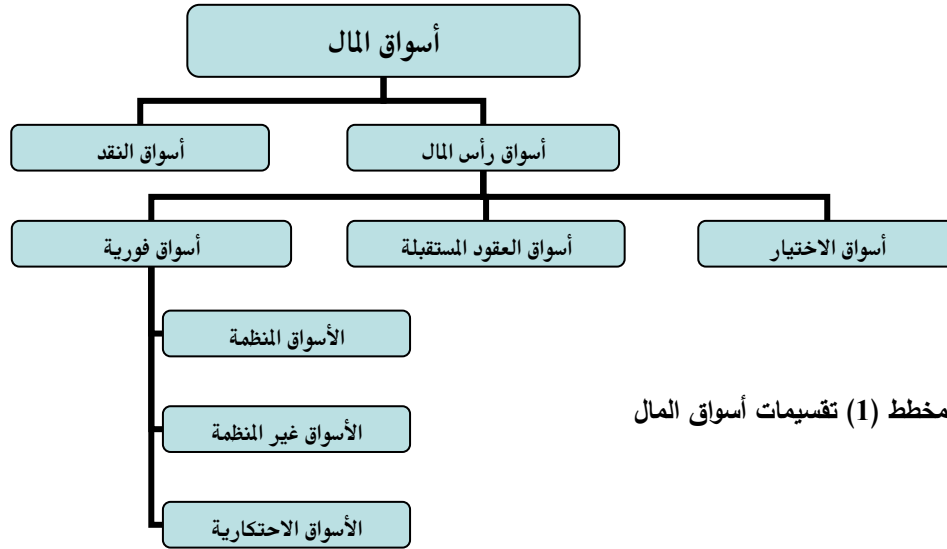 أسواق المال
أسواق رأس المال
أسواق النقد
أسواق الاختيار
أسواق العقود المستقبلة
أسواق فورية
الأسواق المنظمة
الأسواق غير المنظمة
الأسواق الاحتكارية
مخطط (1) تقسيمات أسواق المال